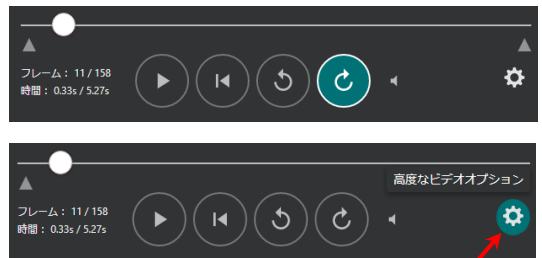 フレーム： 11 / 158
時間： 0.33s / 5.27s
高度なビデオオプション
フレーム： 11 / 158
時間： 0.33s / 5.27s